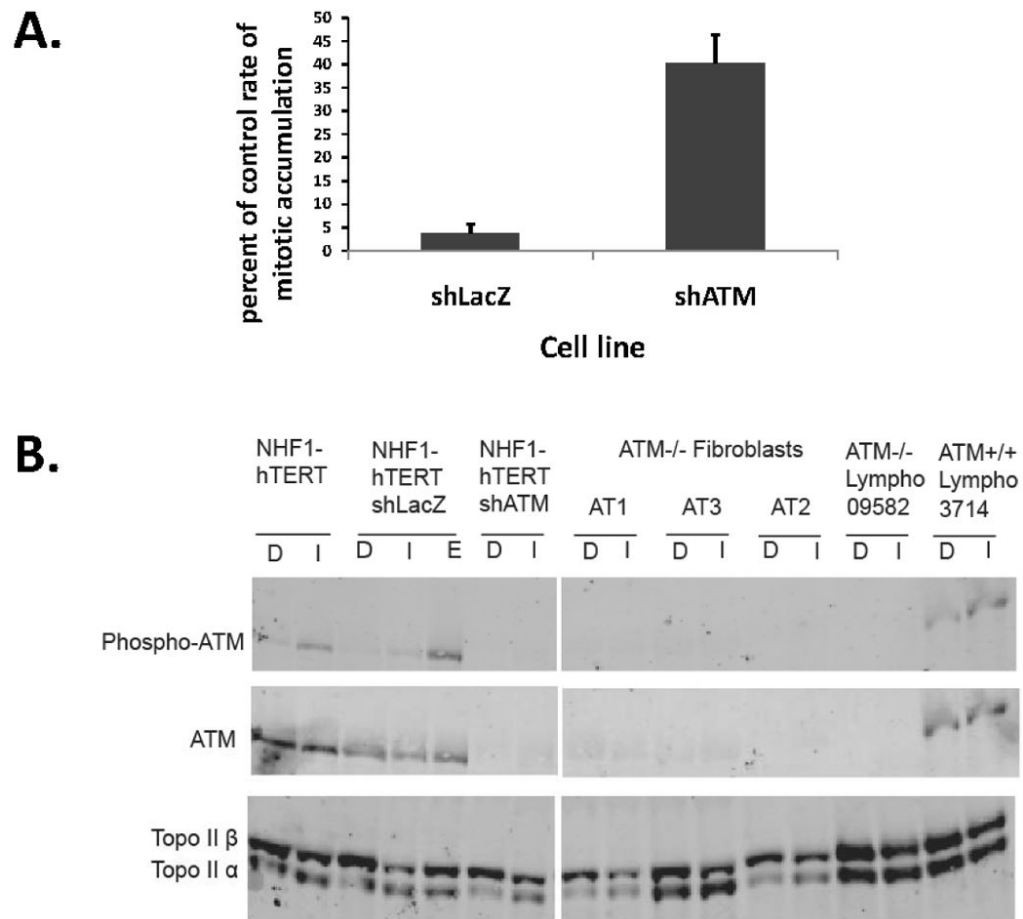 A.
percent of control rate of
mitotic accumulation
50
45
40
35
30
25
20
15
10
5
0
shLacZ shATM
Cell line
B.
NHF1-
hTERT
NHF1-
hTERT
shLacZ
NHF1-
hTERT
shATM
ATM-/- Fibroblasts
AT1 AT3 AT2
ATM-/-
Lympho
09582
ATM+/+
Lympho
3714
D I D I E D I D I D I D I D I D I
Phospho-ATM
ATM
Topo II β
Topo II α